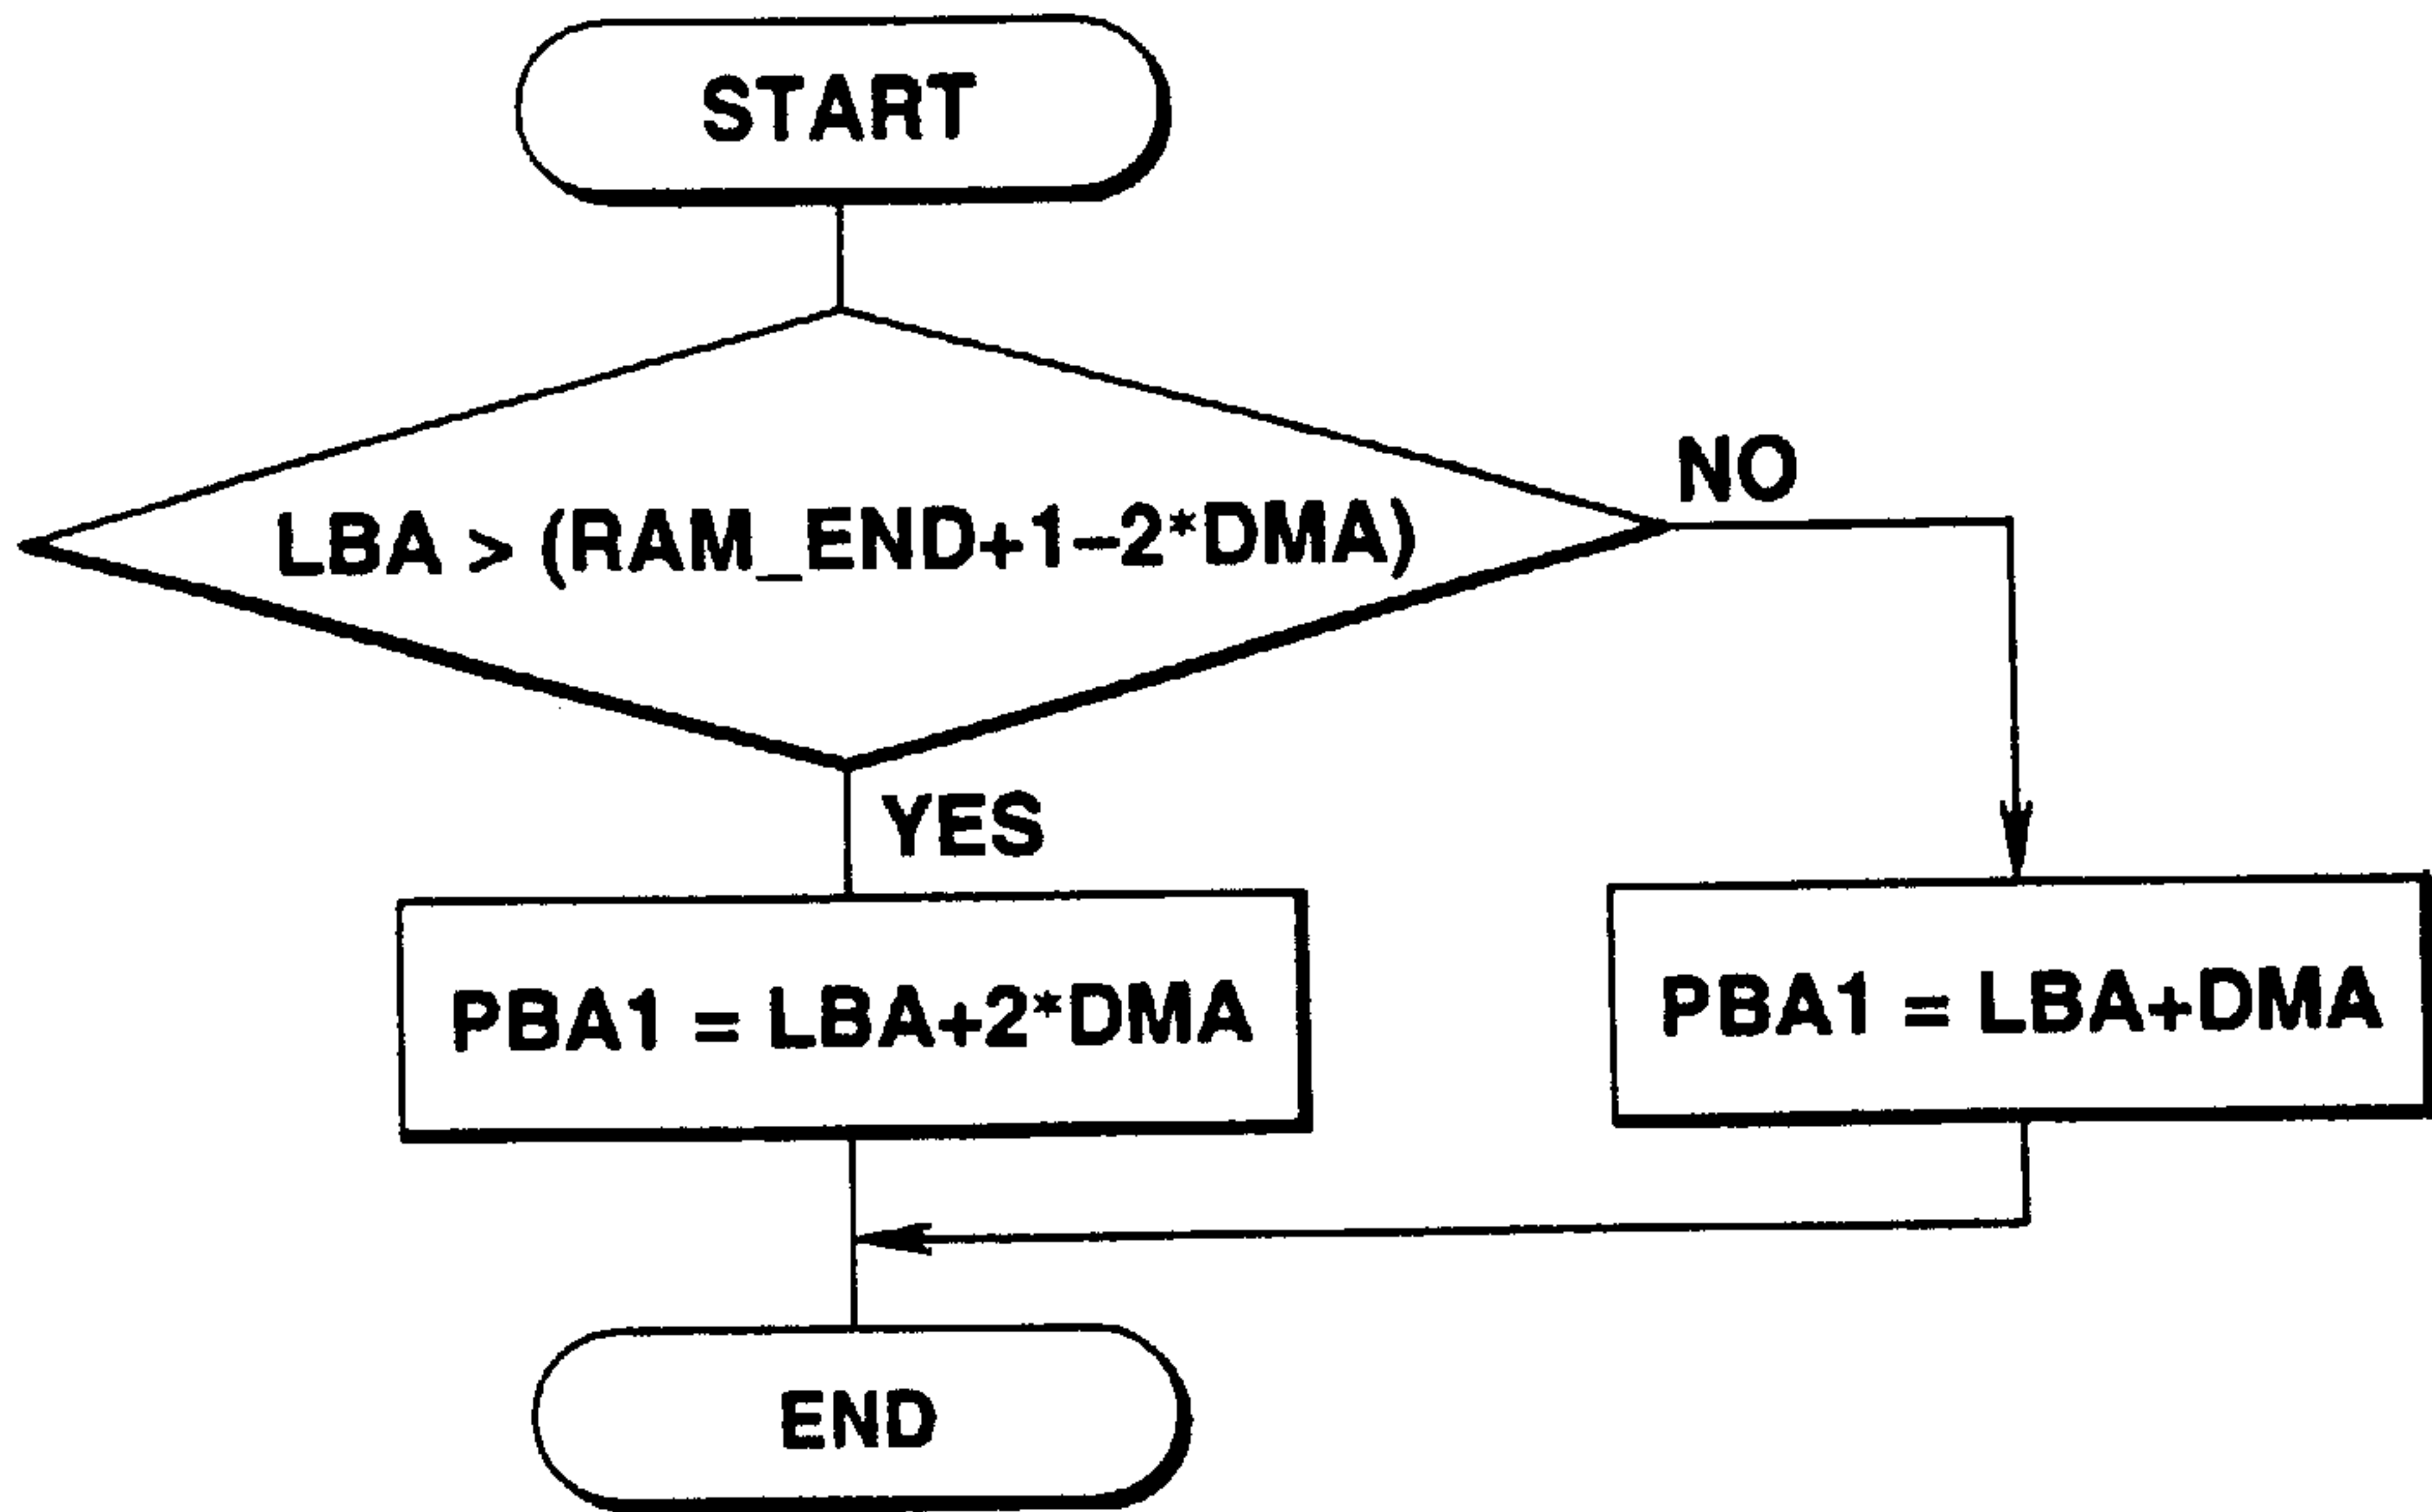 START
LBA > (RAM_END+1-2*DMA)
NO
YES
PBA1 = LBA+2*DMA
PBA1 = LBA+DMA
END